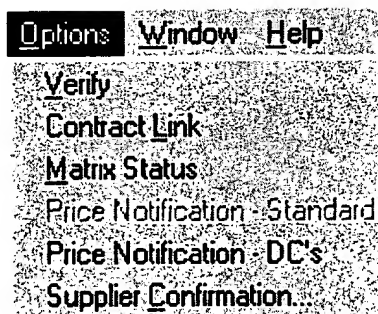 Options Window Help
Verify
Contract Link
Matrix Status
Price Notification - Standard
Price Notification - DC's
Supplier Confirmation...